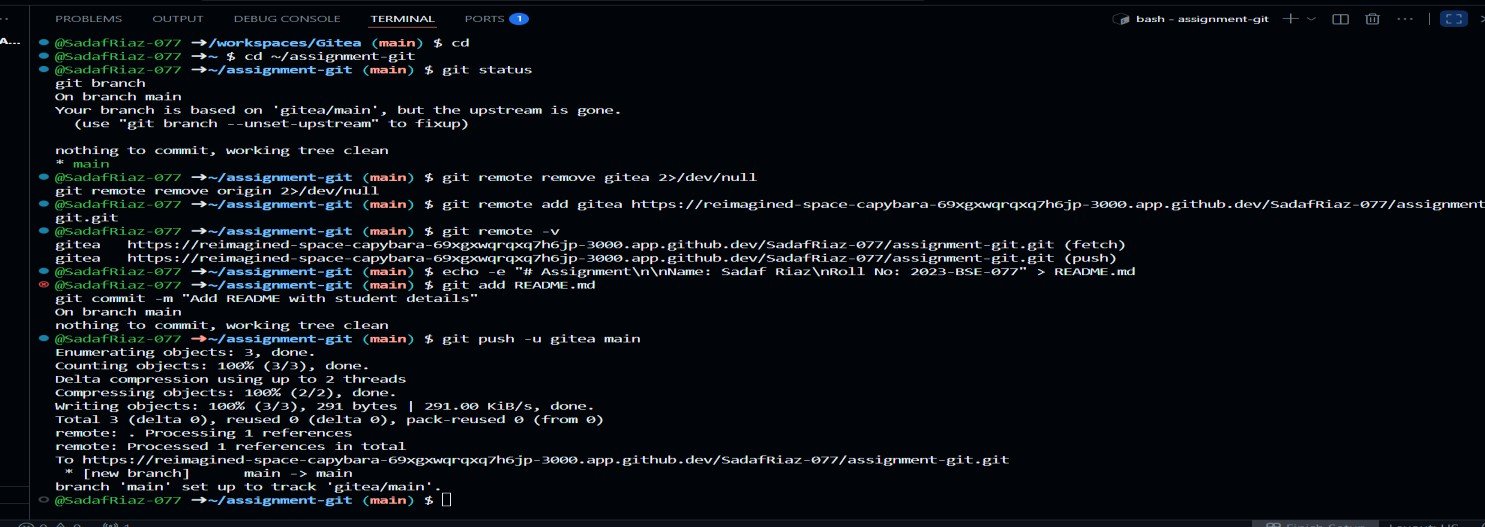 PROBLEMS OUTPUT DEBUG CONSOLE TERMINAL PORTS 1 bash - assignment-git
A...
@SadafRiaz-077 →/workspaces/Gitea (main) $ cd
@SadafRiaz-077 →~ $ cd ~/assignment-git
@SadafRiaz-077 →~/assignment-git (main) $ git status
git branch
On branch main
Your branch is based on 'gitea/main', but the upstream is gone.
  (use "git branch --unset-upstream" to fixup)
nothing to commit, working tree clean
* main
@SadafRiaz-077 →~/assignment-git (main) $ git remote remove gitea 2>/dev/null
git remote remove origin 2>/dev/null
@SadafRiaz-077 →~/assignment-git (main) $ git remote add gitea https://reimagined-space-capybara-69xgxwqrqxq7h6jp-3000.app.github.dev/SadafRiaz-077/assignment
git.git
@SadafRiaz-077 →~/assignment-git (main) $ git remote -v
gitea https://reimagined-space-capybara-69xgxwqrqxq7h6jp-3000.app.github.dev/SadafRiaz-077/assignment-git.git (fetch)
gitea https://reimagined-space-capybara-69xgxwqrqxq7h6jp-3000.app.github.dev/SadafRiaz-077/assignment-git.git (push)
@SadafRiaz-077 →~/assignment-git (main) $ echo -e "# Assignment\n\nName: Sadaf Riaz\nRoll No: 2023-BSE-077" > README.md
@SadafRiaz-077 →~/assignment-git (main) $ git add README.md
git commit -m "Add README with student details"
On branch main
nothing to commit, working tree clean
@SadafRiaz-077 →~/assignment-git (main) $ git push -u gitea main
Enumerating objects: 3, done.
Counting objects: 100% (3/3), done.
Delta compression using up to 2 threads
Compressing objects: 100% (2/2), done.
Writing objects: 100% (3/3), 291 bytes | 291.00 KiB/s, done.
Total 3 (delta 0), reused 0 (delta 0), pack-reused 0 (from 0)
remote: . Processing 1 references
remote: Processed 1 references in total
To https://reimagined-space-capybara-69xgxwqrqxq7h6jp-3000.app.github.dev/SadafRiaz-077/assignment-git.git
 * [new branch] main -> main
branch 'main' set up to track 'gitea/main'.
@SadafRiaz-077 →~/assignment-git (main) $